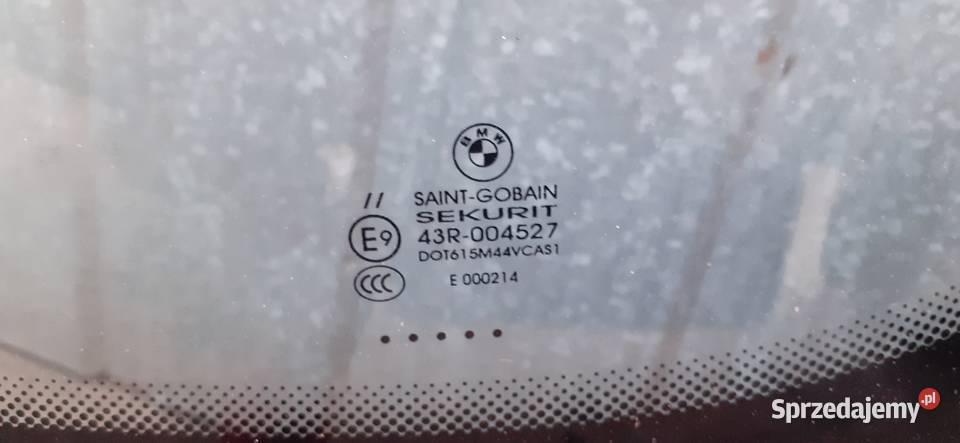 BMW
//
SAINT-GOBAIN
SEKURIT
E9
43R-004527
DOT615M44VCAS1
CCC
E 000214
Sprzedajemy.pl